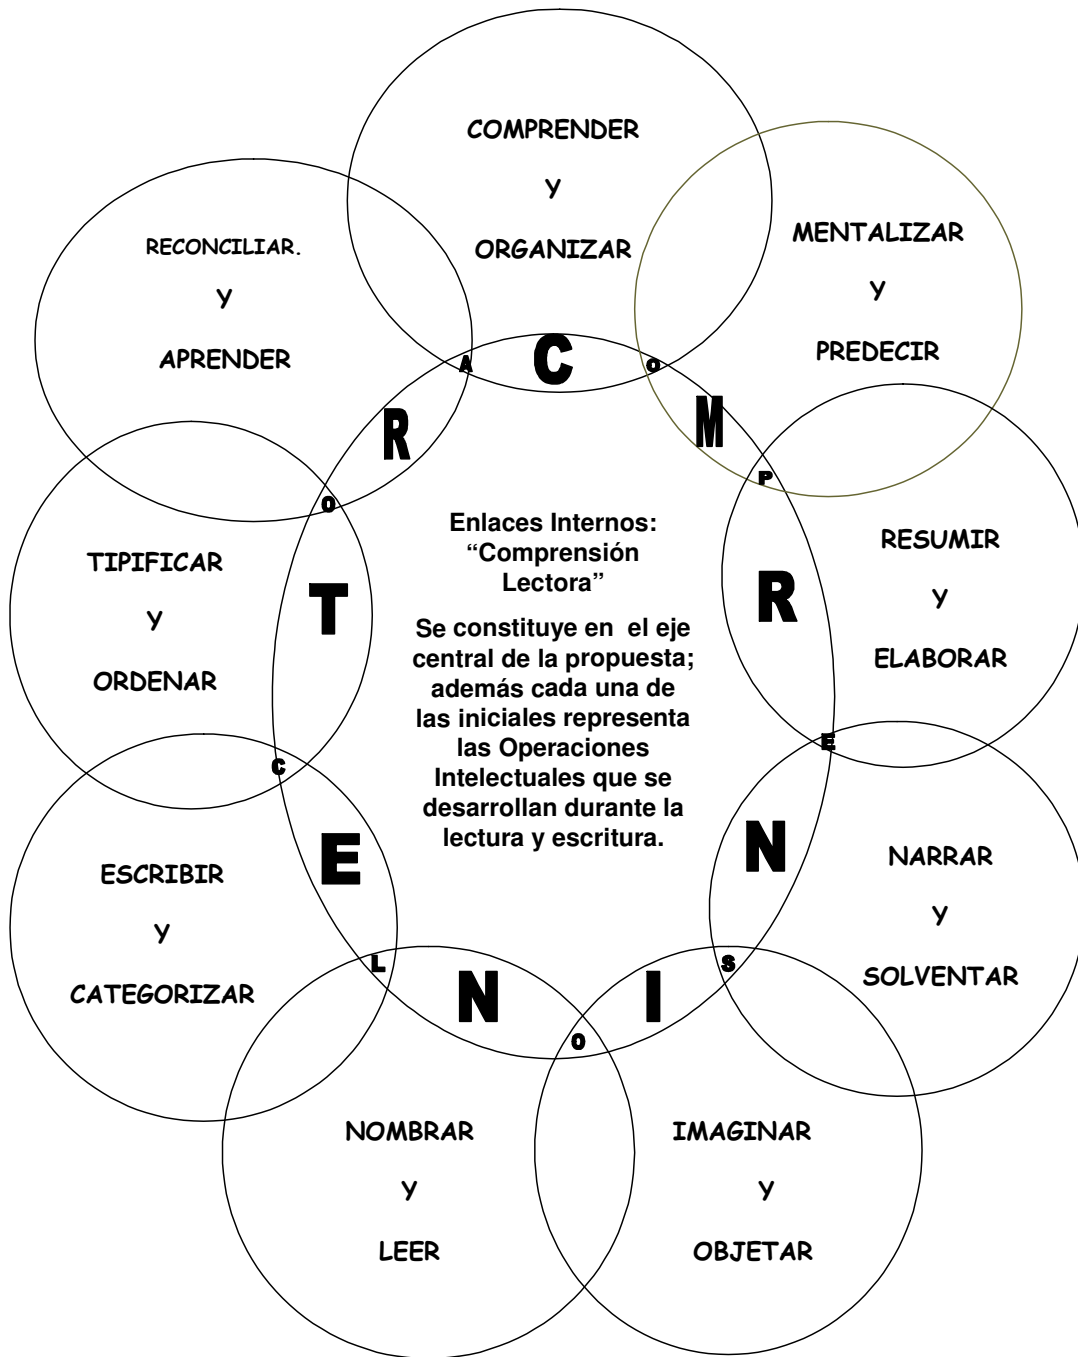 COMPRENDER
Y
ORGANIZAR
MENTALIZAR
Y
PREDECIR
RESUMIR
Y
ELABORAR
NARRAR
Y
SOLVENTAR
IMAGINAR
Y
OBJETAR
NOMBRAR
Y
LEER
ESCRIBIR
Y
CATEGORIZAR
TIPIFICAR
Y
ORDENAR
RECONCILIAR.
Y
APRENDER
C
O
M
P
R
E
N
S
I
O
N
L
E
C
T
O
R
A
Enlaces Internos:
“Comprensión
Lectora”
Se constituye en el eje
central de la propuesta;
además cada una de
las iniciales representa
las Operaciones
Intelectuales que se
desarrollan durante la
lectura y escritura.